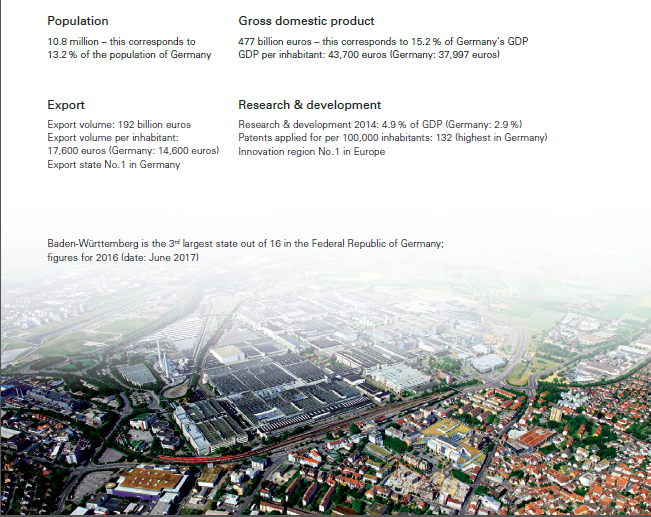 Population
10.8 million – this corresponds to
13.2 % of the population of Germany
Gross domestic product
477 billion euros – this corresponds to 15.2 % of Germany's GDP
GDP per inhabitant: 43,700 euros (Germany: 37,997 euros)
Export
Export volume: 192 billion euros
Export volume per inhabitant:
17,600 euros (Germany: 14,600 euros)
Export state No. 1 in Germany
Research & development
Research & development 2014: 4.9 % of GDP (Germany: 2.9 %)
Patents applied for per 100,000 inhabitants: 132 (highest in Germany)
Innovation region No. 1 in Europe
Baden-Württemberg is the 3rd largest state out of 16 in the Federal Republic of Germany;
figures for 2016 (date: June 2017)